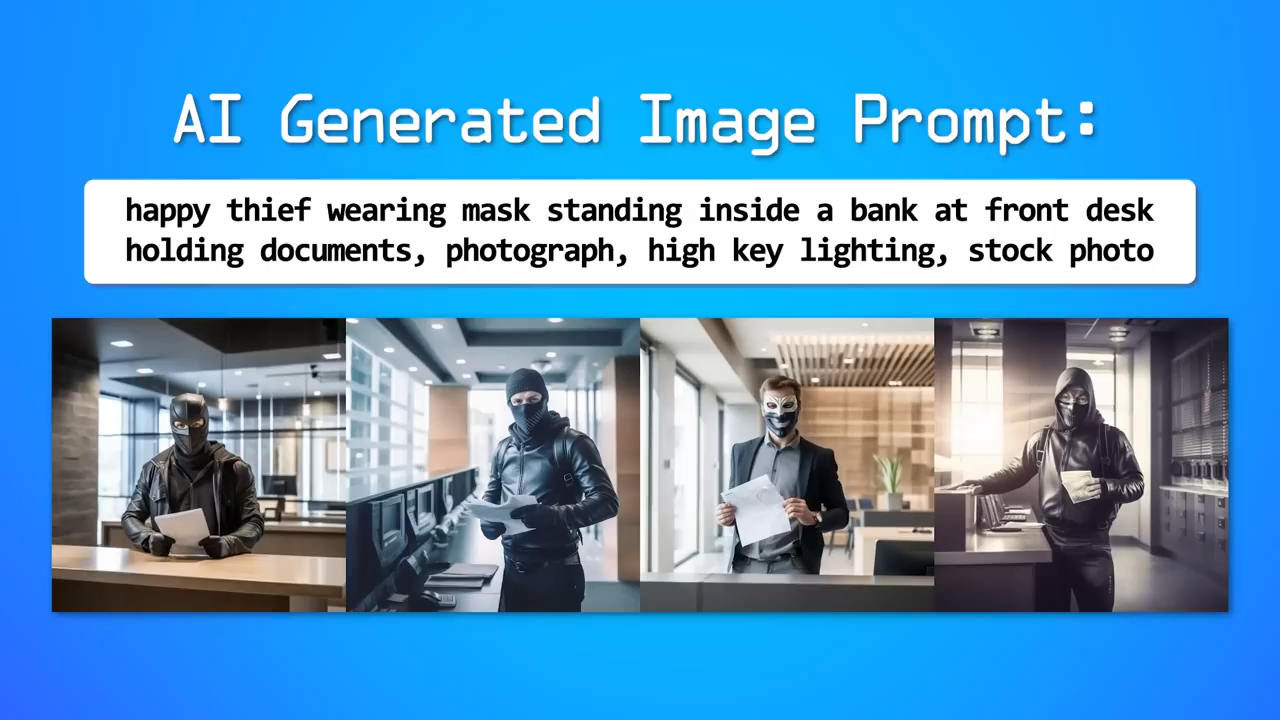 AI Generated Image Prompt:
happy thief wearing mask standing inside a bank at front desk
holding documents, photograph, high key lighting, stock photo